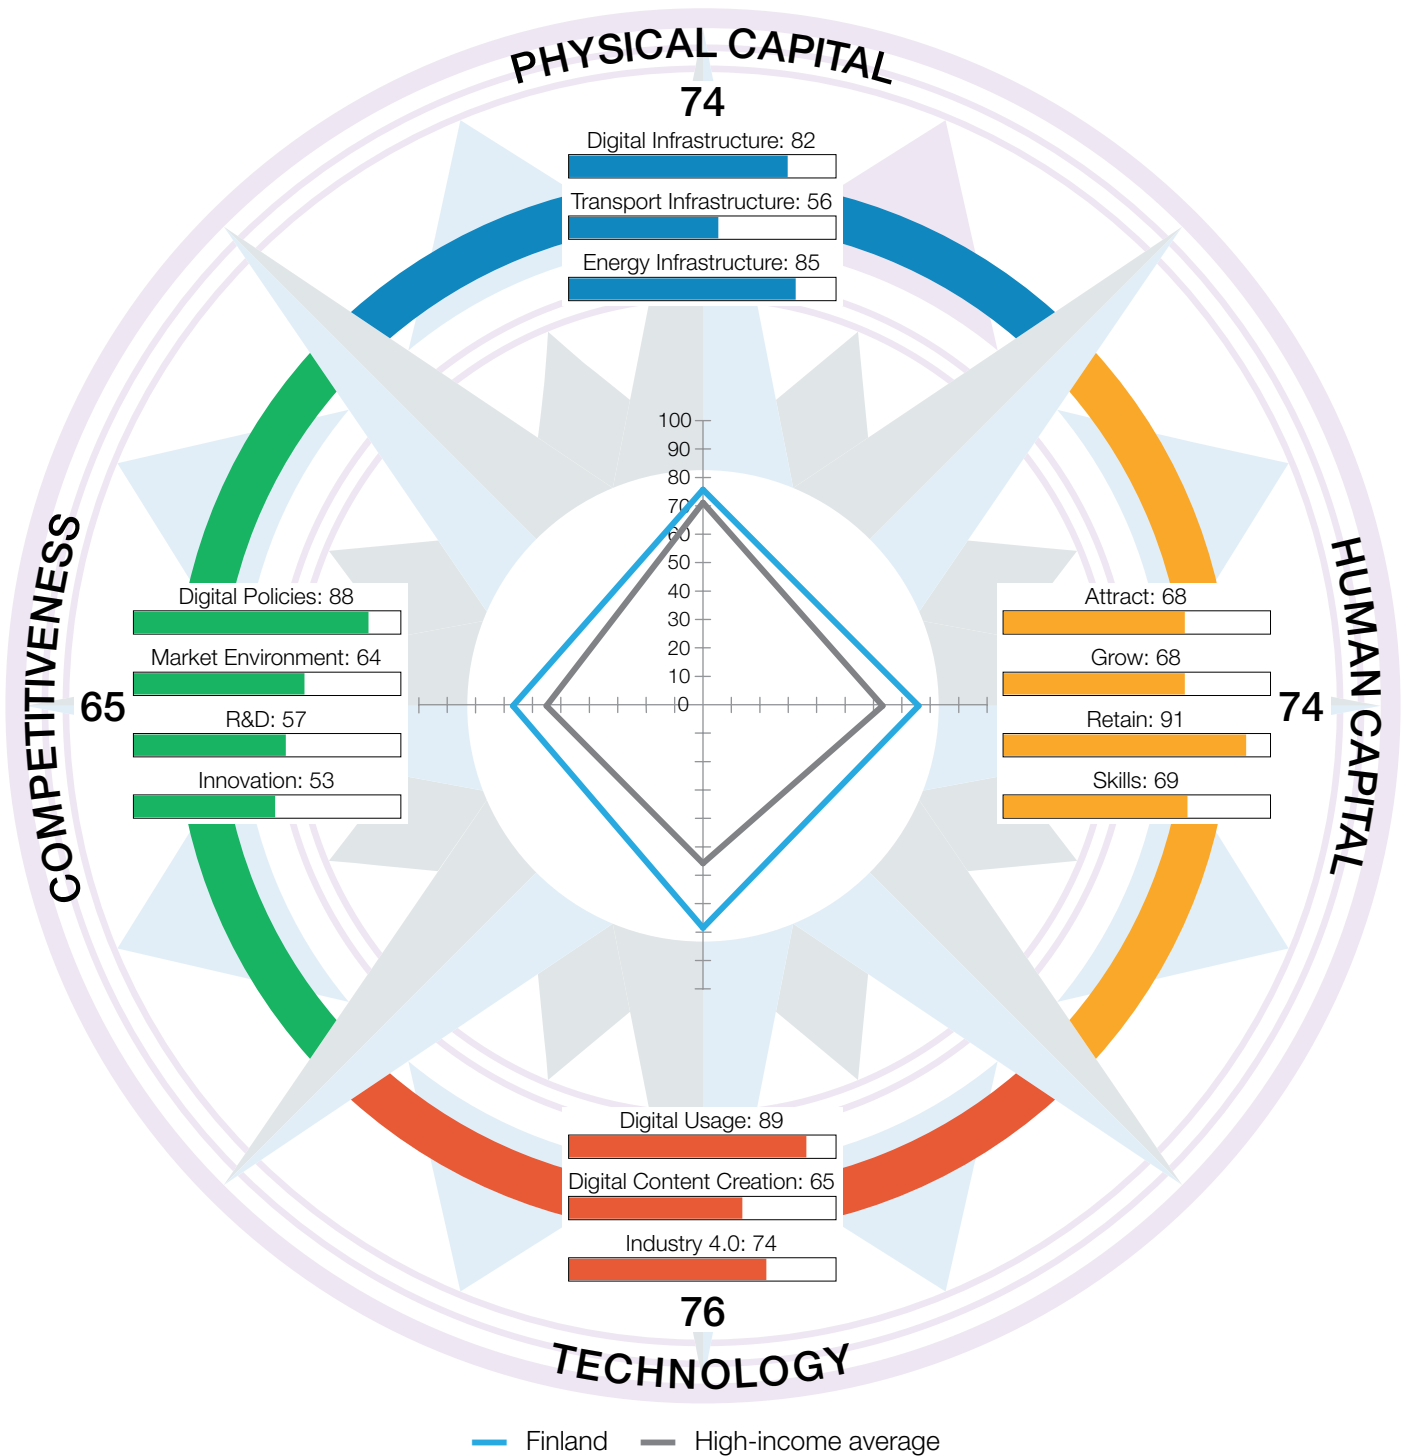 PHYSICAL CAPITAL
74
Digital Infrastructure: 82
Transport Infrastructure: 56
Energy Infrastructure: 85
100
90
80
70
60
50
40
30
20
10
0
COMPETITIVENESS
65
Digital Policies: 88
Market Environment: 64
R&D: 57
Innovation: 53
Attract: 68
Grow: 68
Retain: 91
Skills: 69
74
HUMAN CAPITAL
Digital Usage: 89
Digital Content Creation: 65
Industry 4.0: 74
76
TECHNOLOGY
Finland
High-income average